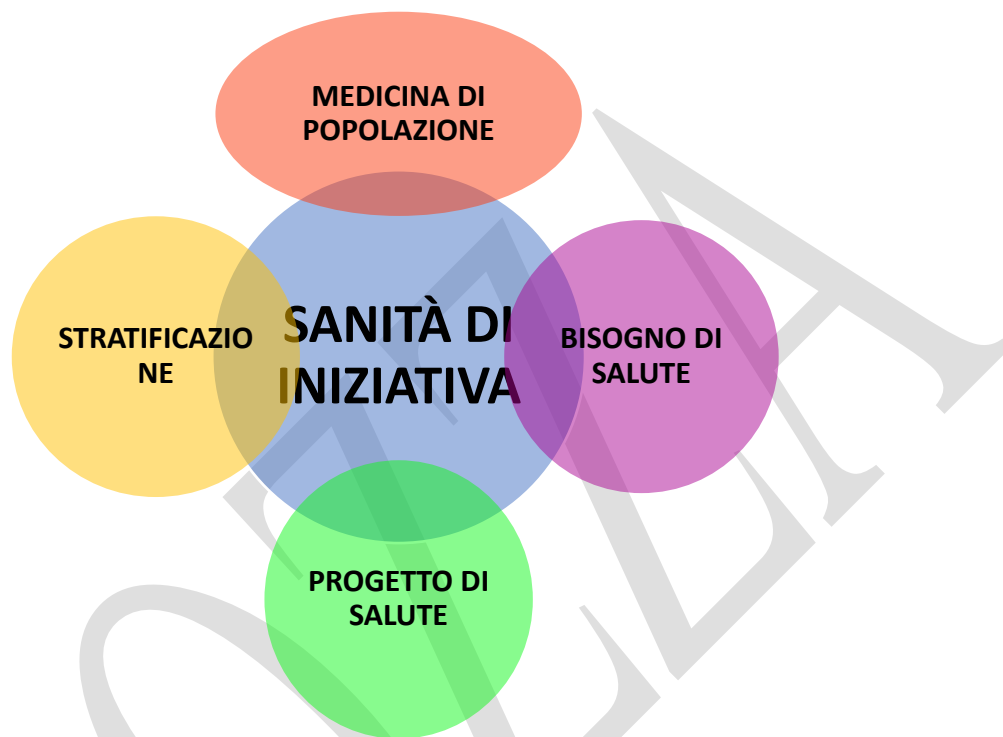 MEDICINA DI
POPOLAZIONE
STRATIFICAZIO
NE
SANITÀ DI
INIZIATIVA
BISOGNO DI
SALUTE
PROGETTO DI
SALUTE